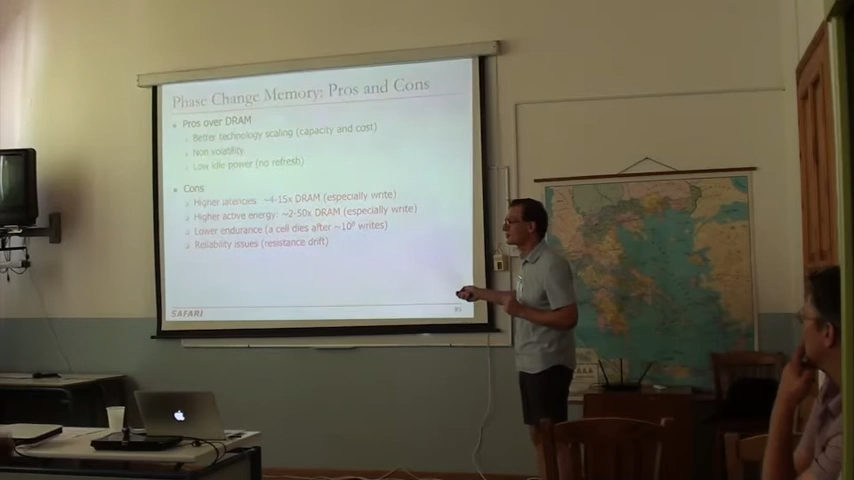 Phase Change Memory: Pros and Cons
Pros over DRAM
Better technology scaling (capacity and cost)
Non volatility
Low idle power (no refresh)
Cons
Higher latencies: ~4-15x DRAM (especially write)
Higher active energy: ~2-50x DRAM (especially write)
Lower endurance (a cell dies after ~10⁸ writes)
Reliability issues (resistance drift)
SAFARI